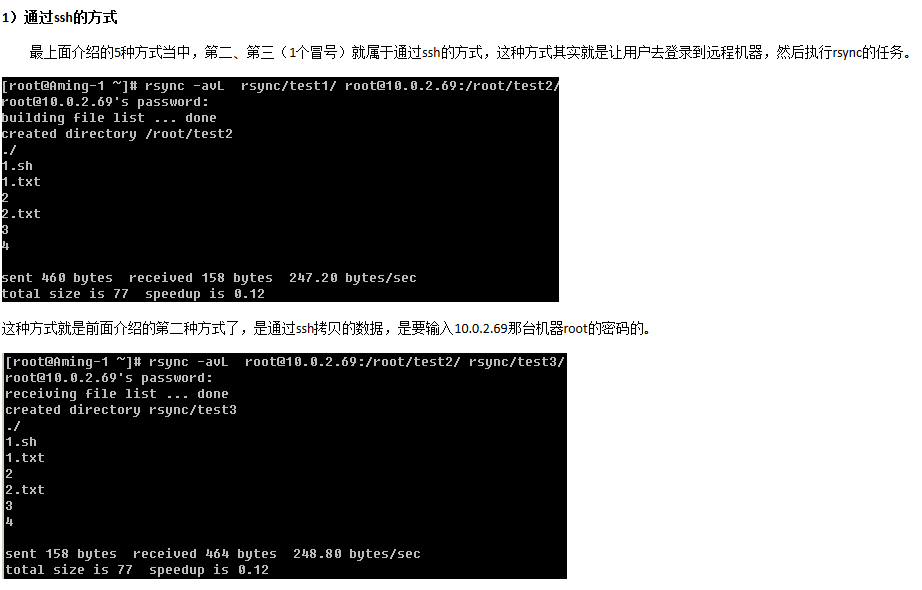 1）通过ssh的方式
最上面介绍的5种方式当中，第二、第三（1个冒号）就属于通过ssh的方式，这种方式其实就是让用户去登录到远程机器，然后执行rsync的任务。
[root@Aming-1 ~]# rsync -avL  rsync/test1/ root@10.0.2.69:/root/test2/
root@10.0.2.69's password:
building file list ... done
created directory /root/test2
./
1.sh
1.txt
2
2.txt
3
4
sent 460 bytes  received 158 bytes  247.20 bytes/sec
total size is 77  speedup is 0.12
这种方式就是前面介绍的第二种方式了，是通过ssh拷贝的数据，是要输入10.0.2.69那台机器root的密码的。
[root@Aming-1 ~]# rsync -avL  root@10.0.2.69:/root/test2/ rsync/test3/
root@10.0.2.69's password:
receiving file list ... done
created directory rsync/test3
./
1.sh
1.txt
2
2.txt
3
4
sent 158 bytes  received 464 bytes  248.80 bytes/sec
total size is 77  speedup is 0.12